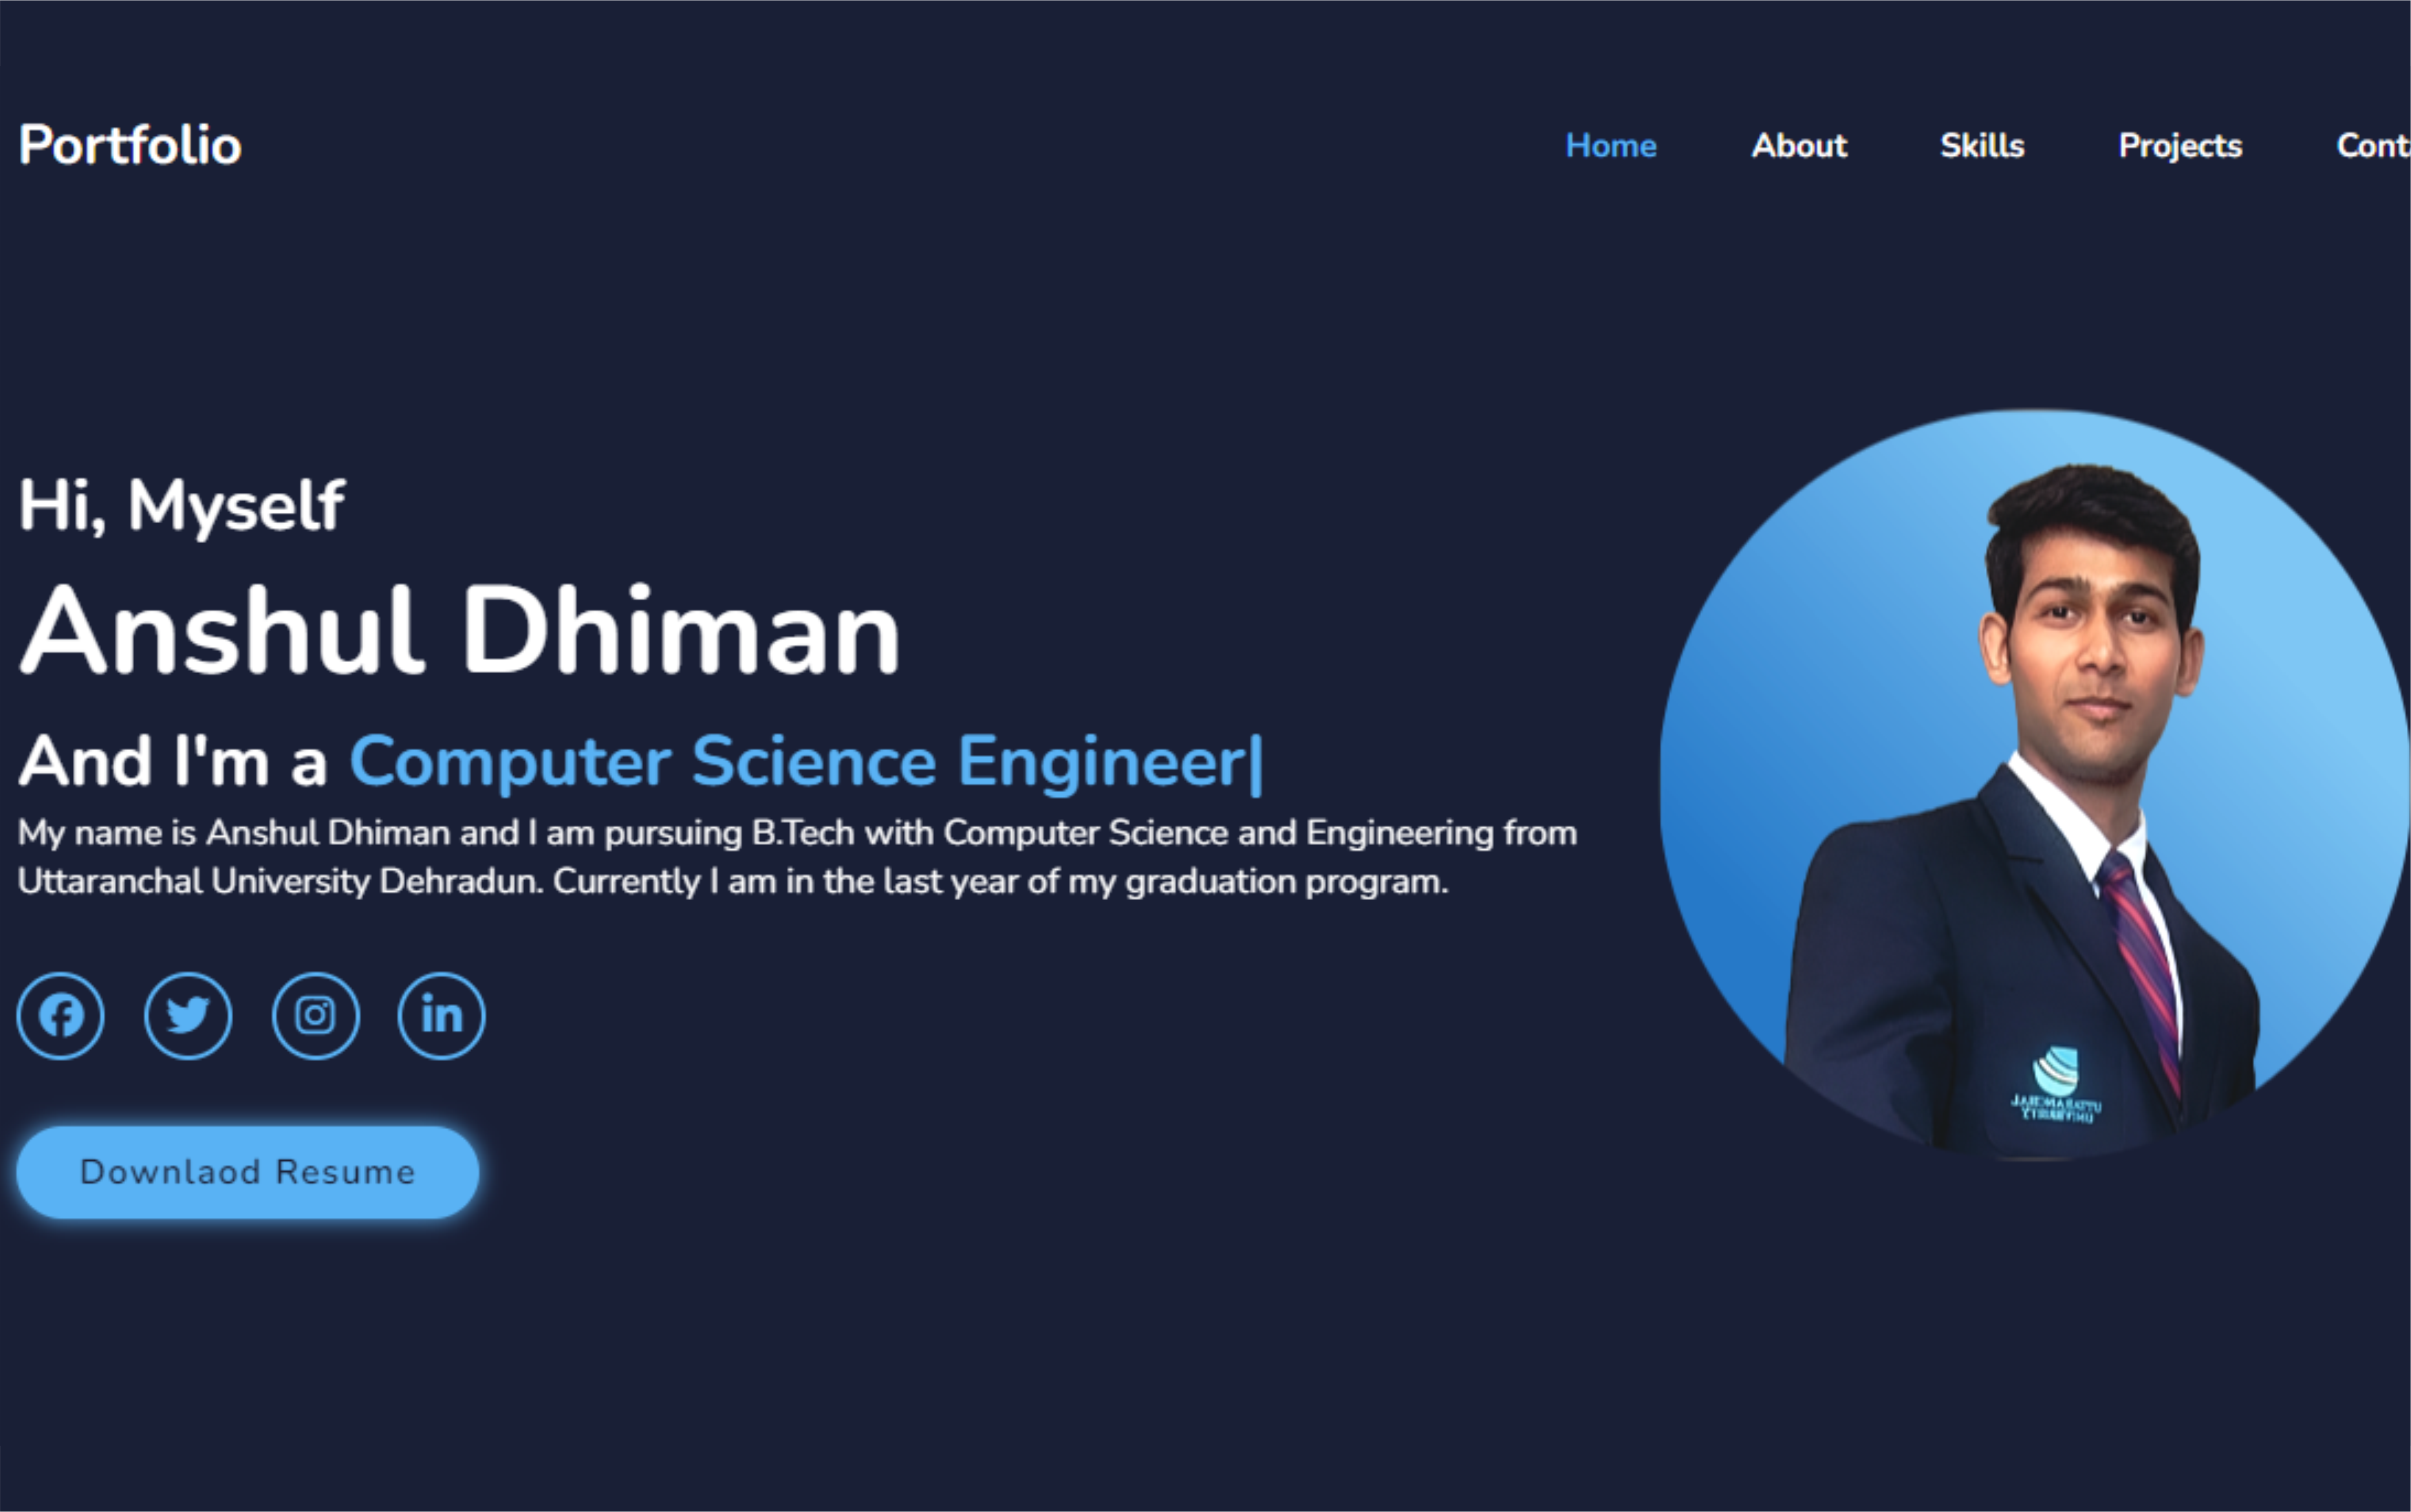 Portfolio
Home About Skills Projects Cont
Hi, Myself
Anshul Dhiman
And I'm a Computer Science Engineer|
My name is Anshul Dhiman and I am pursuing B.Tech with Computer Science and Engineering from
Uttaranchal University Dehradun. Currently I am in the last year of my graduation program.
in
Downlaod Resume
UTTARANCHAL
UNIVERSITY